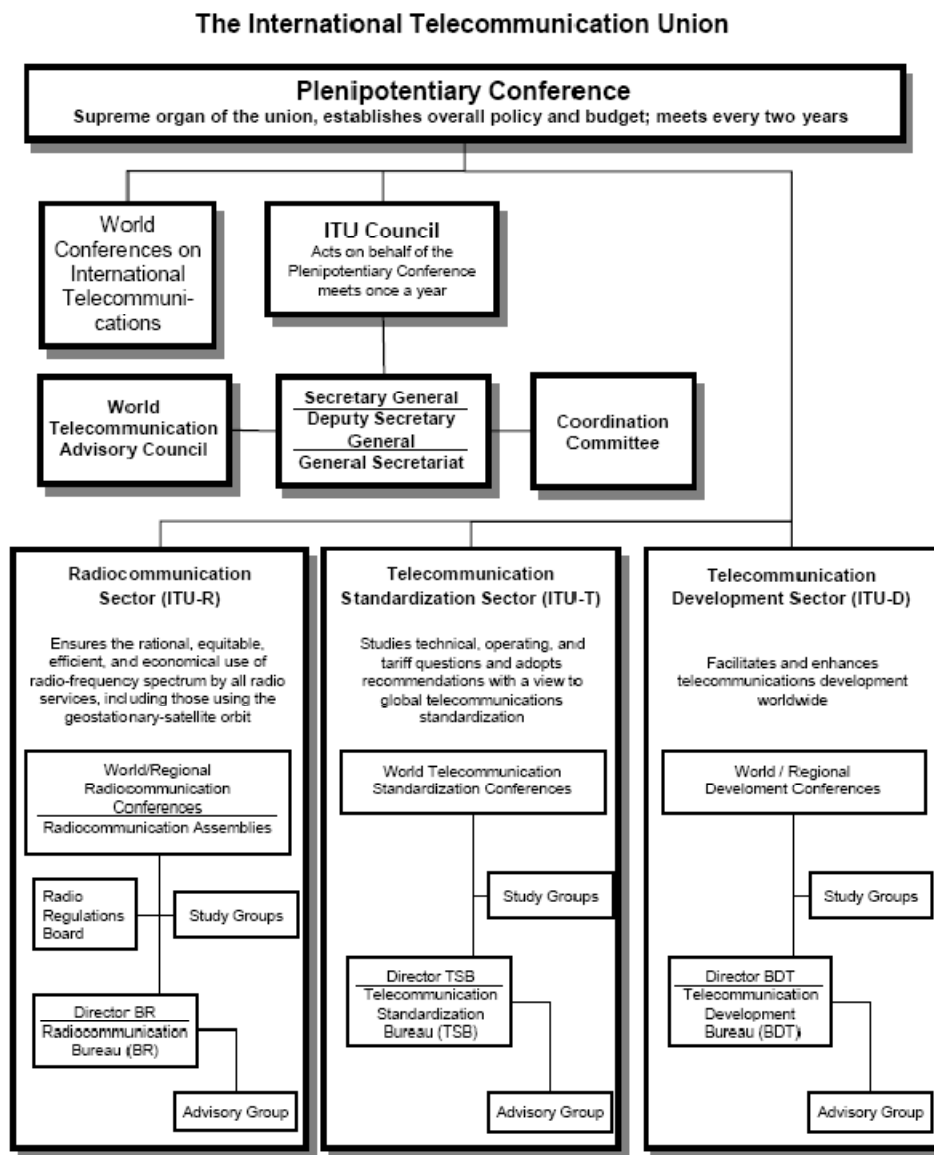 The International Telecommunication Union
Plenipotentiary Conference
Supreme organ of the union, establishes overall policy and budget; meets every two years
World
Conferences on
International
Telecommuni-
cations
ITU Council
Acts on behalf of the
Plenipotentiary Conference
meets once a year
World
Telecommunication
Advisory Council
Secretary General
Deputy Secretary
General
General Secretariat
Coordination
Committee
Radiocommunication
Sector (ITU-R)
Ensures the rational, equitable,
efficient, and economical use of
radio-frequency spectrum by all radio
services, including those using the
geostationary-satellite orbit
World/Regional
Radiocommunication
Conferences
Radiocommunication Assemblies
Radio
Regulations
Board
Study Groups
Director BR
Radiocommunication
Bureau (BR)
Advisory Group
Telecommunication
Standardization Sector (ITU-T)
Studies technical, operating, and
tariff questions and adopts
recommendations with a view to
global telecommunications
standardization
World Telecommunication
Standardization Conferences
Study Groups
Director TSB
Telecommunication
Standardization
Bureau (TSB)
Advisory Group
Telecommunication
Development Sector (ITU-D)
Facilitates and enhances
telecommunications development
worldwide
World / Regional
Develoment Conferences
Study Groups
Director BDT
Telecommunication
Development
Bureau (BDT)
Advisory Group